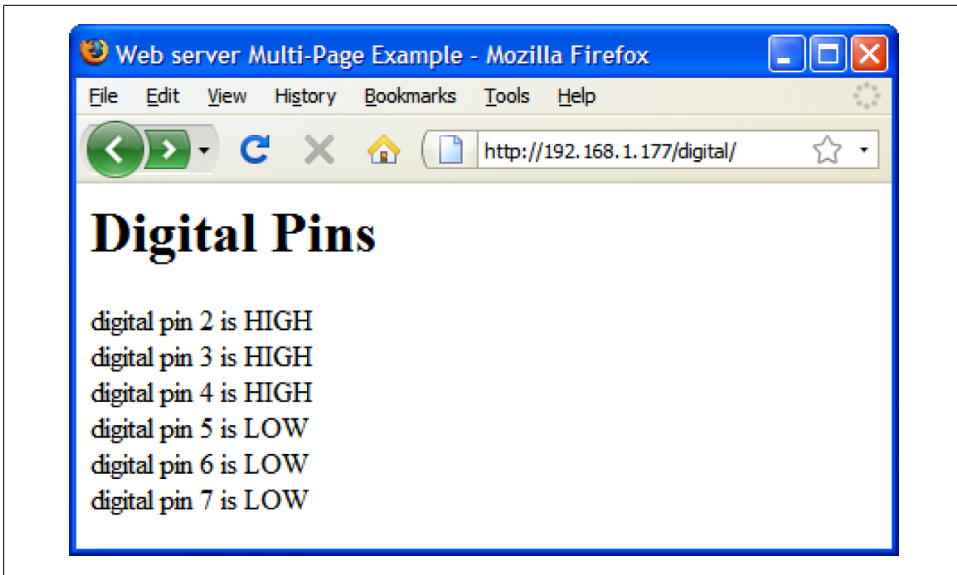 Web server Multi-Page Example - Mozilla Firefox
File Edit View History Bookmarks Tools Help
http://192.168.1.177/digital/
Digital Pins
digital pin 2 is HIGH
digital pin 3 is HIGH
digital pin 4 is HIGH
digital pin 5 is LOW
digital pin 6 is LOW
digital pin 7 is LOW